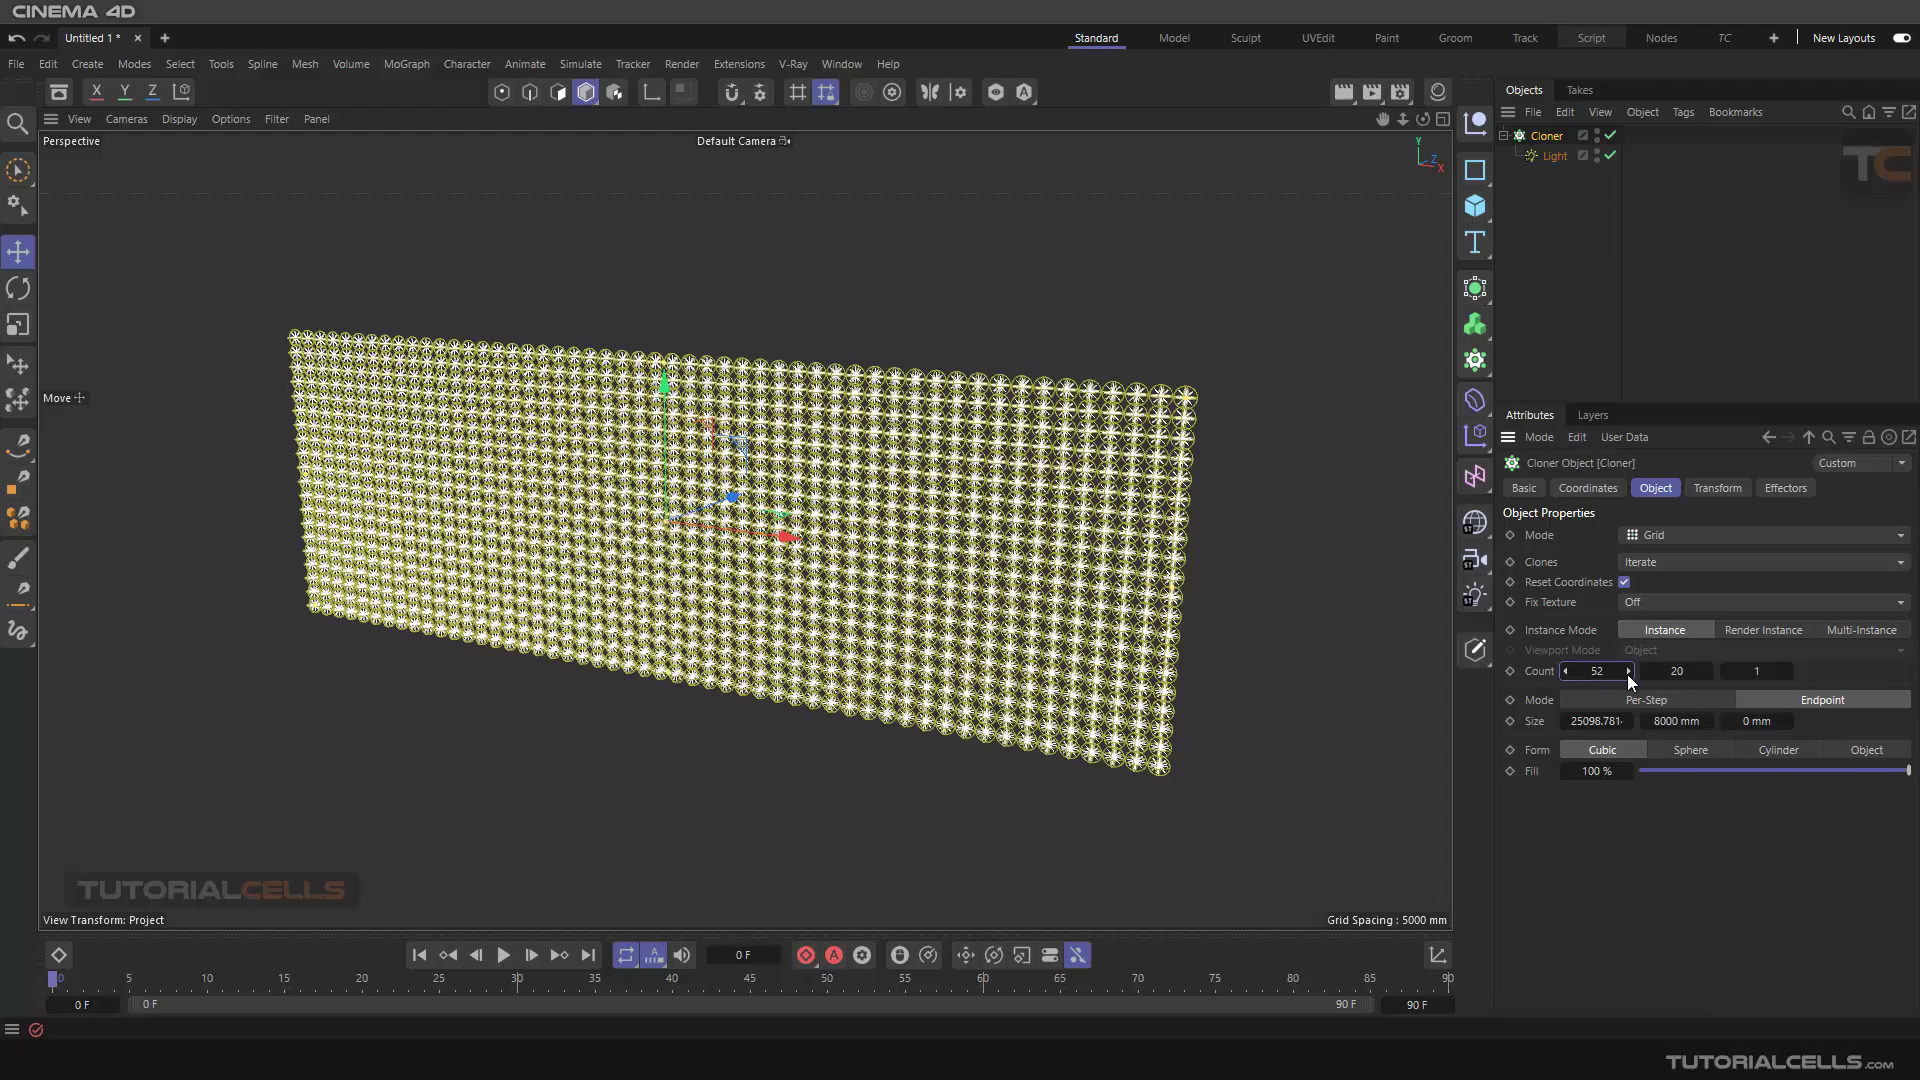 CINEMA 4D
Untitled 1 *
Standard
Model
Sculpt
UVEdit
Paint
Groom
Track
Script
Nodes
TC
New Layouts
File Edit Create Modes Select Tools Spline Mesh Volume MoGraph Character Animate Simulate Tracker Render Extensions V-Ray Window Help
X Y Z
View Cameras Display Options Filter Panel
Perspective
Default Camera
Y
Z
X
Move
TUTORIALCELLS
View Transform: Project
Grid Spacing : 5000 mm
Objects Takes
File Edit View Object Tags Bookmarks
Cloner
Light
TC
Attributes Layers
Mode Edit User Data
Cloner Object [Cloner]
Custom
Basic Coordinates Object Transform Effectors
Object Properties
Mode Grid
Clones Iterate
Reset Coordinates
Fix Texture Off
Instance Mode Instance Render Instance Multi-Instance
Viewport Mode Object
Count 52 20 1
Mode Per-Step Endpoint
Size 25098.781 8000 mm 0 mm
Form Cubic Sphere Cylinder Object
Fill 100 %
0 F
0 5 10 15 20 25 30 35 40 45 50 55 60 65 70 75 80 85 90
0 F 0 F 90 F 90 F
TUTORIALCELLS.COM